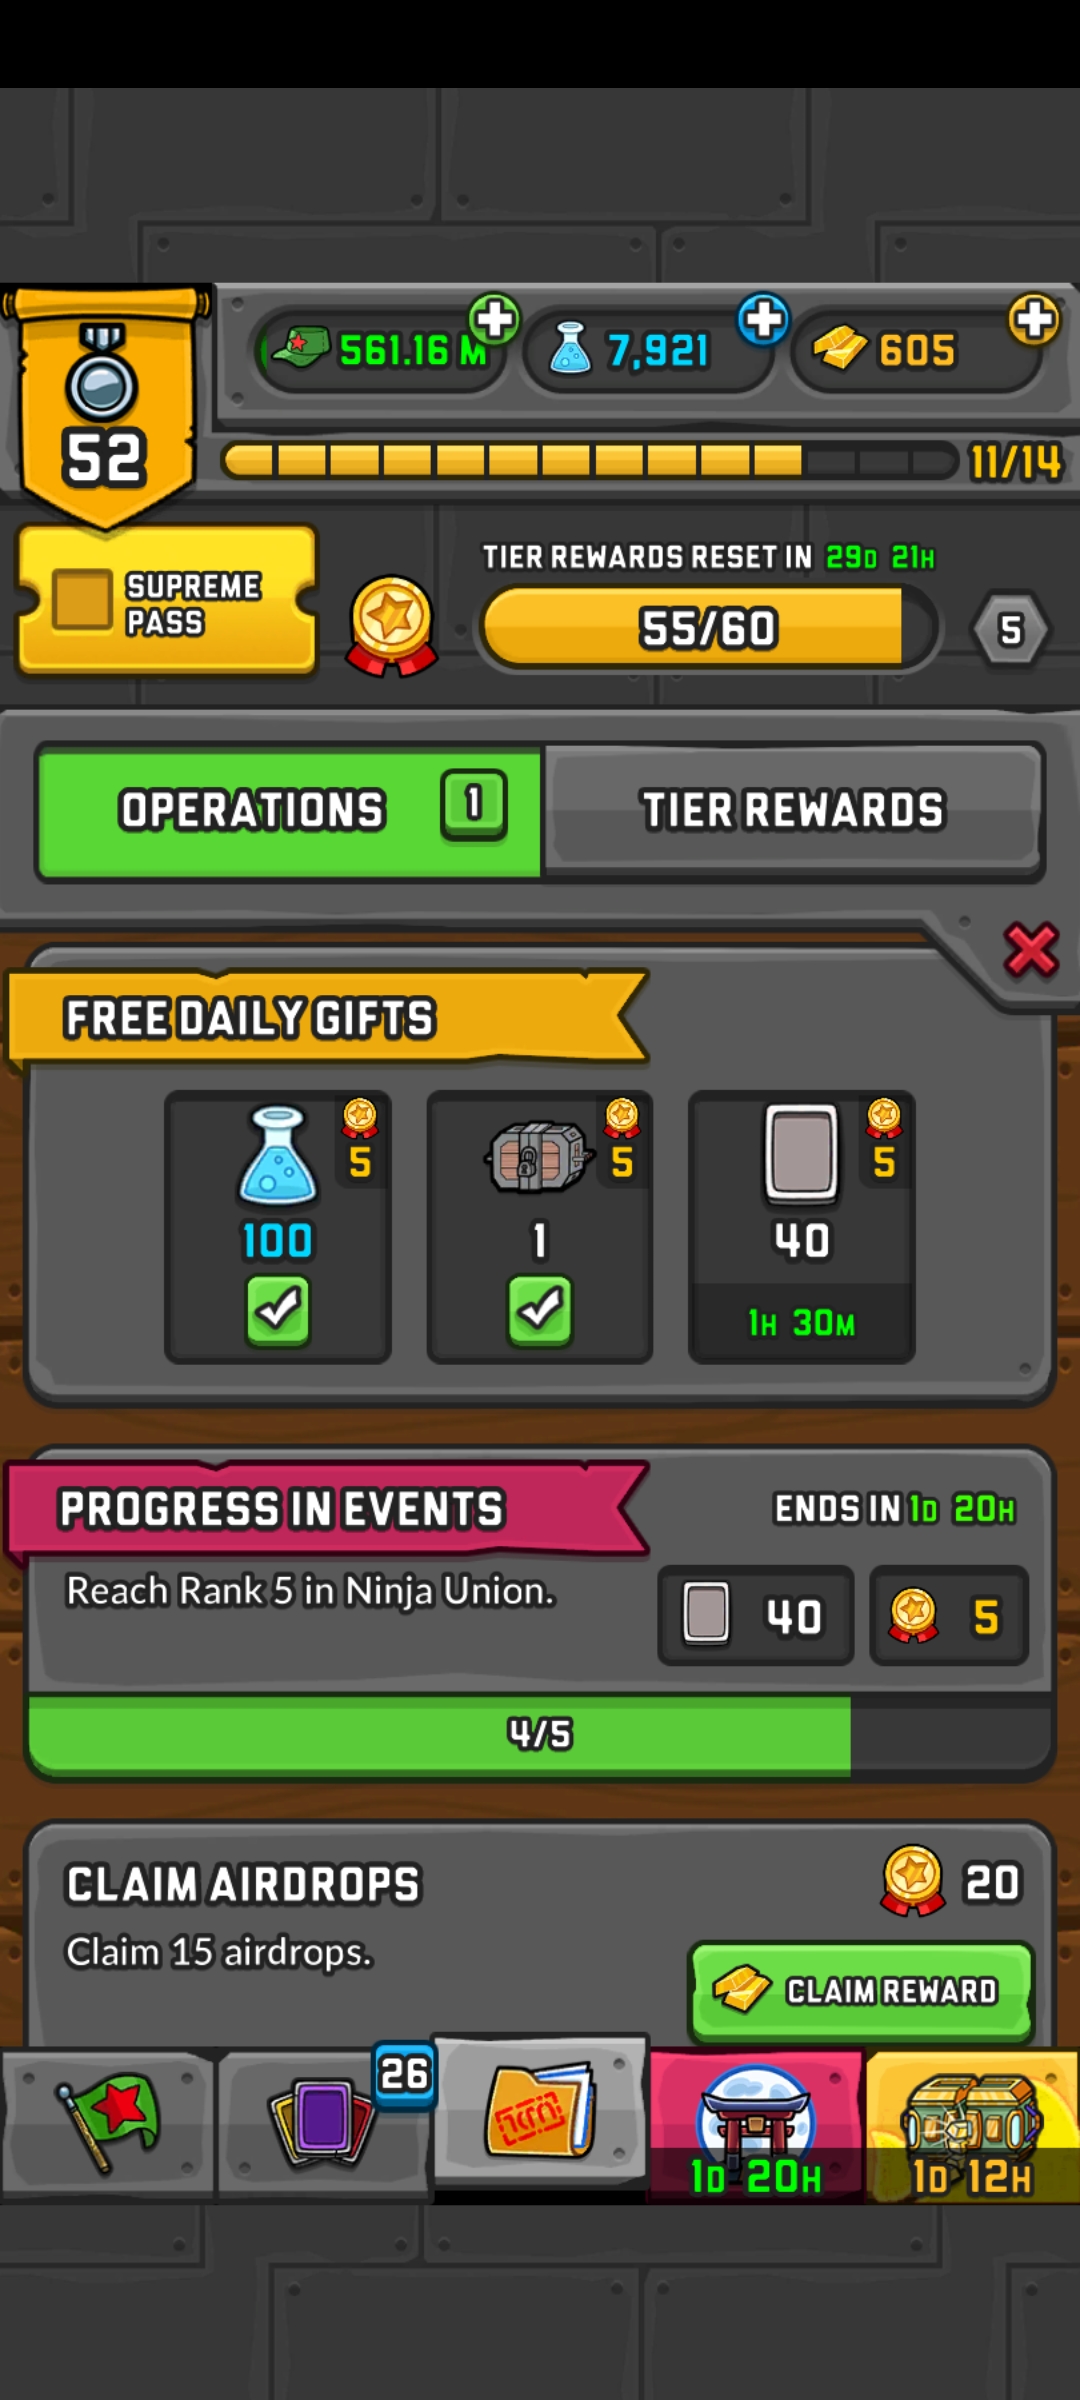 52
561.16 M
7,921
605
11/14
SUPREME
PASS
TIER REWARDS RESET IN 29D 21H
55/60
5
OPERATIONS 1
TIER REWARDS
FREE DAILY GIFTS
5
5
5
100
1
40
1H 30M
PROGRESS IN EVENTS
ENDS IN 1D 20H
Reach Rank 5 in Ninja Union.
40
5
4/5
CLAIM AIRDROPS
20
Claim 15 airdrops.
CLAIM REWARD
26
1D 20H
1D 12H